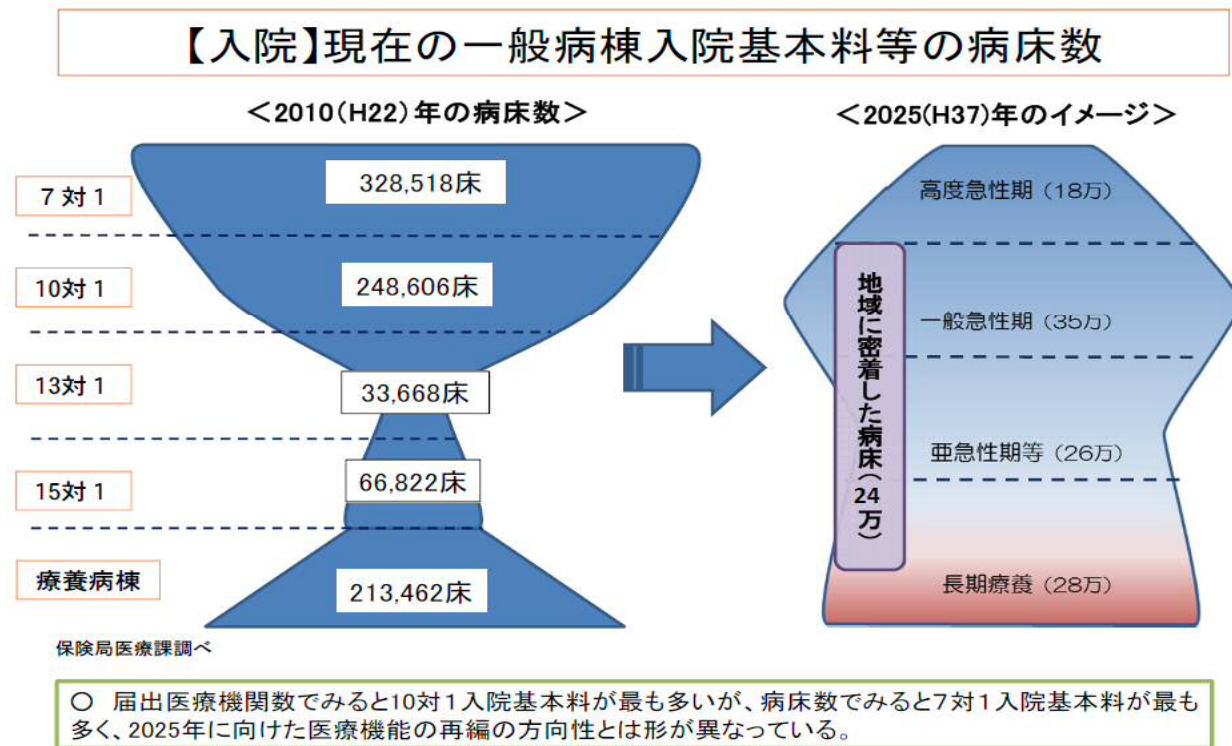 【入院】現在の一般病棟入院基本料等の病床数
＜2010(H22)年の病床数＞
＜2025(H37)年のイメージ＞
7対1
328,518床
10対1
248,606床
13対1
33,668床
15対1
66,822床
療養病棟
213,462床
高度急性期（18万）
一般急性期（35万）
亜急性期等（26万）
長期療養（28万）
地域に密着した病床(24万)
保険局医療課調べ
○　届出医療機関数でみると10対1入院基本料が最も多いが、病床数でみると7対1入院基本料が最も
多く、2025年に向けた医療機能の再編の方向性とは形が異なっている。